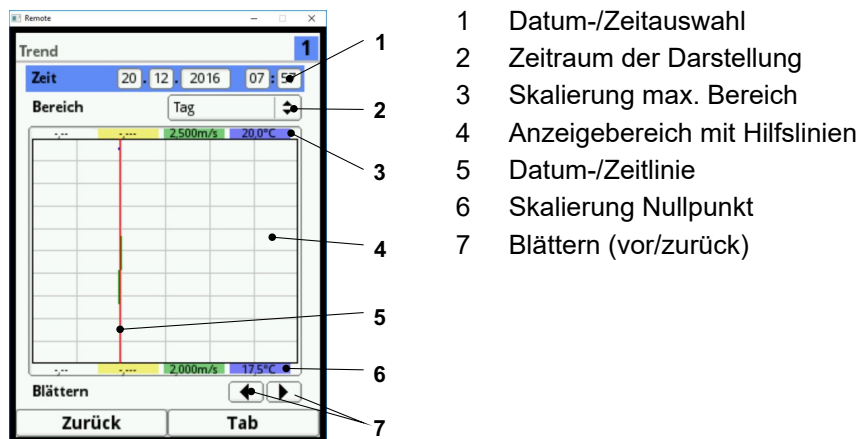 Remote
Trend 1
Zeit 20 . 12 . 2016 07 : 57
Bereich Tag
-,-- -,--- 2,500m/s 20,0°C
-,-- -,--- 2,000m/s 17,5°C
Blättern
Zurück Tab
1
2
3
4
5
6
7
1 Datum-/Zeitauswahl
2 Zeitraum der Darstellung
3 Skalierung max. Bereich
4 Anzeigebereich mit Hilfslinien
5 Datum-/Zeitlinie
6 Skalierung Nullpunkt
7 Blättern (vor/zurück)